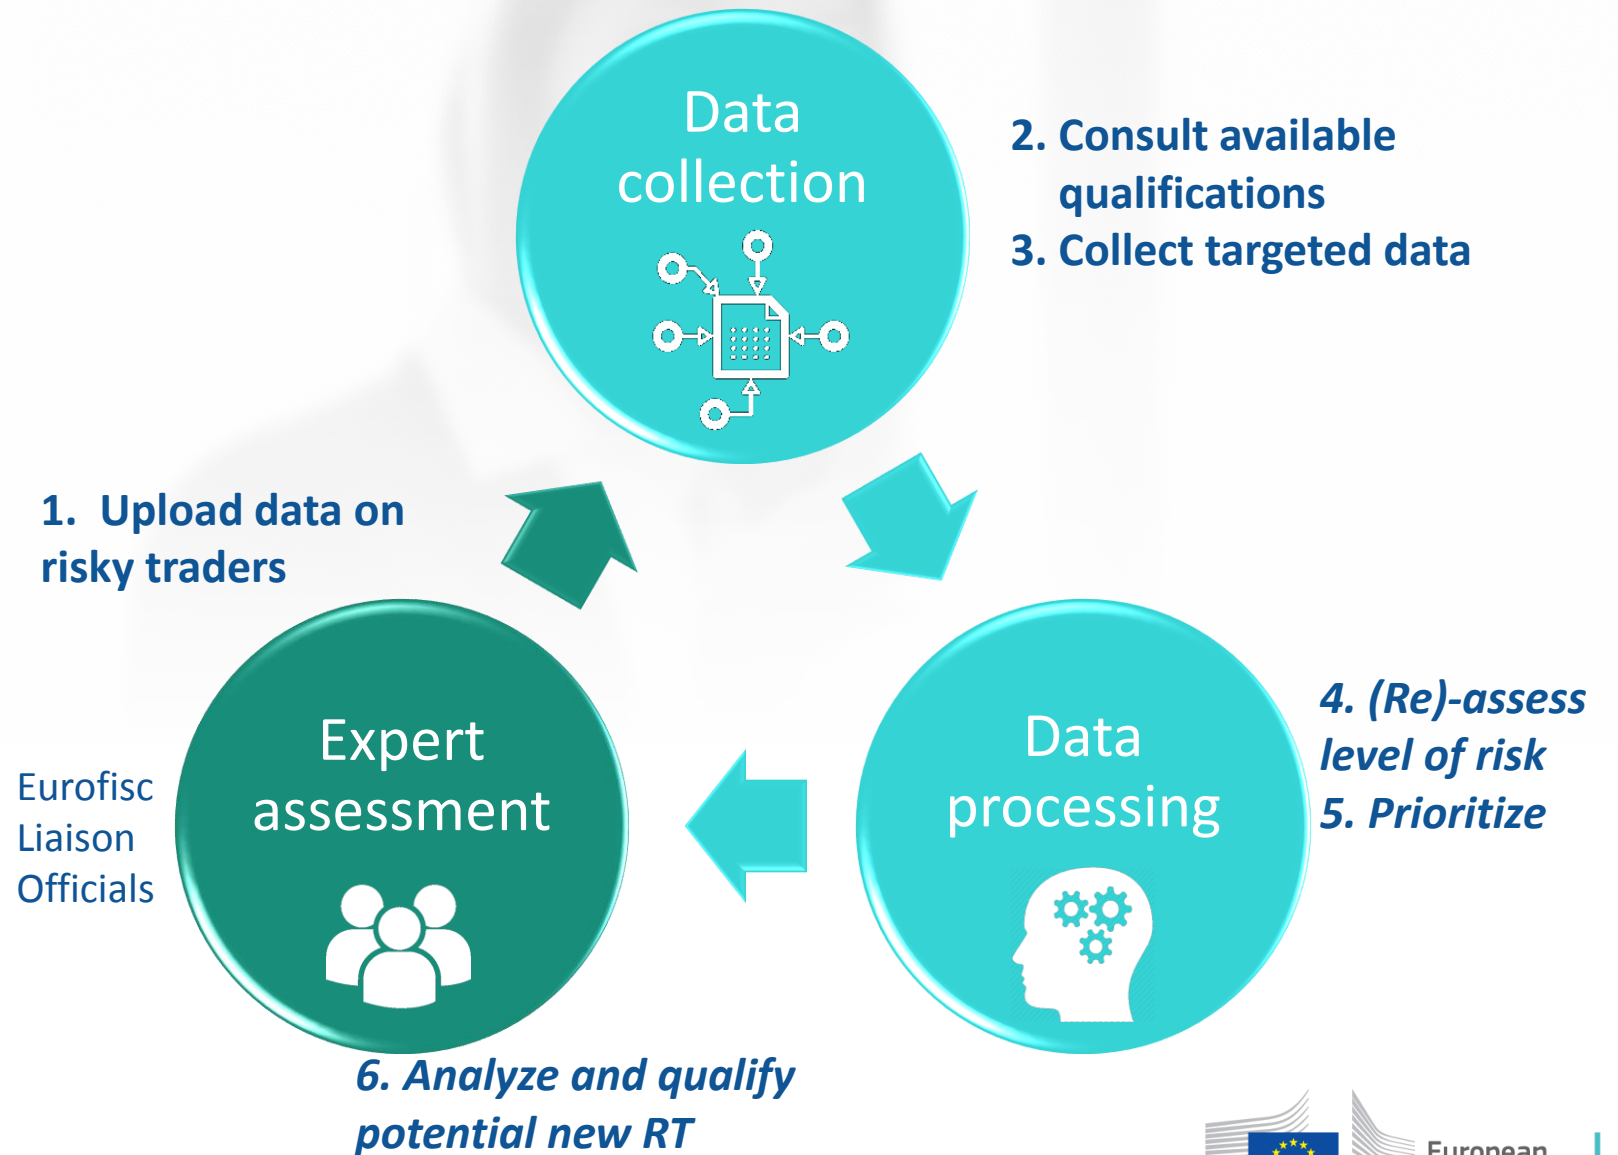 Data
collection
2. Consult available
qualifications
3. Collect targeted data
1. Upload data on
risky traders
Expert
assessment
Eurofisc
Liaison
Officials
Data
processing
4. (Re)-assess
level of risk
5. Prioritize
6. Analyze and qualify
potential new RT
European